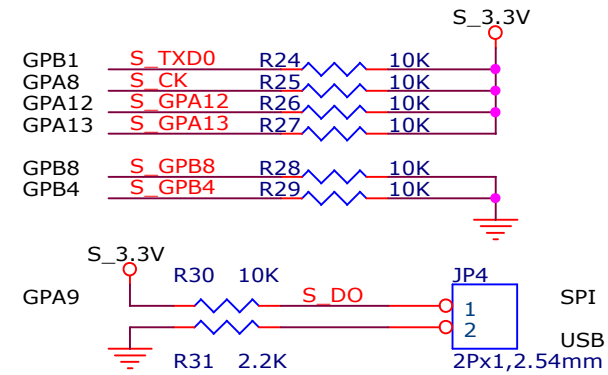 S_3.3V
GPB1 S_TXD0 R24 10K
GPA8 S_CK R25 10K
GPA12 S_GPA12 R26 10K
GPA13 S_GPA13 R27 10K
GPB8 S_GPB8 R28 10K
GPB4 S_GPB4 R29 10K
S_3.3V
R30 10K JP4
GPA9 S_DO 1 SPI
2 USB
R31 2.2K 2Px1,2.54mm